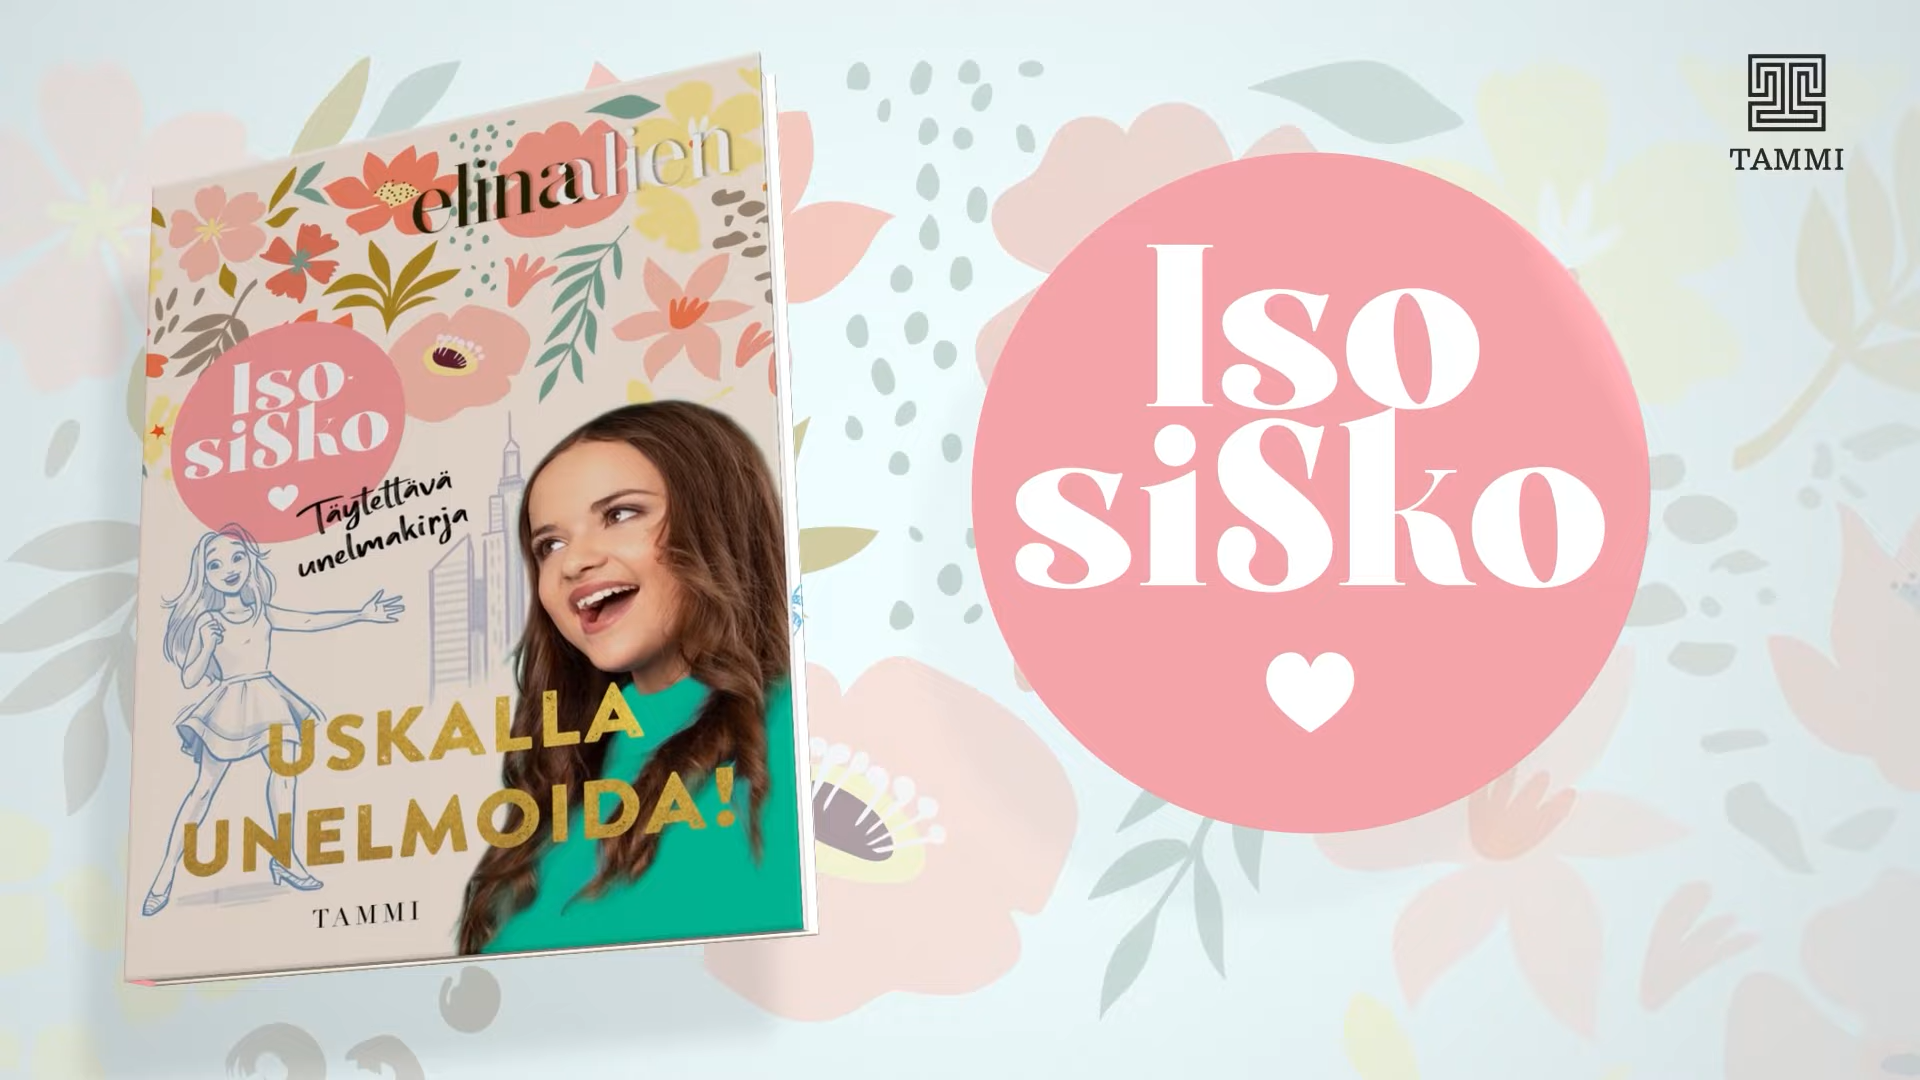 elinaalien
Iso-
siSko
Täytettävä
unelmakirja
USKALLA
UNELMOIDA!
TAMMI
Iso
siSko
TAMMI